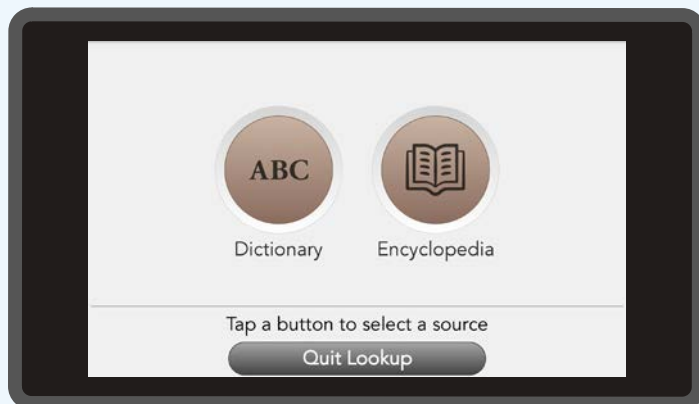 ABC
Dictionary Encyclopedia
Tap a button to select a source
Quit Lookup